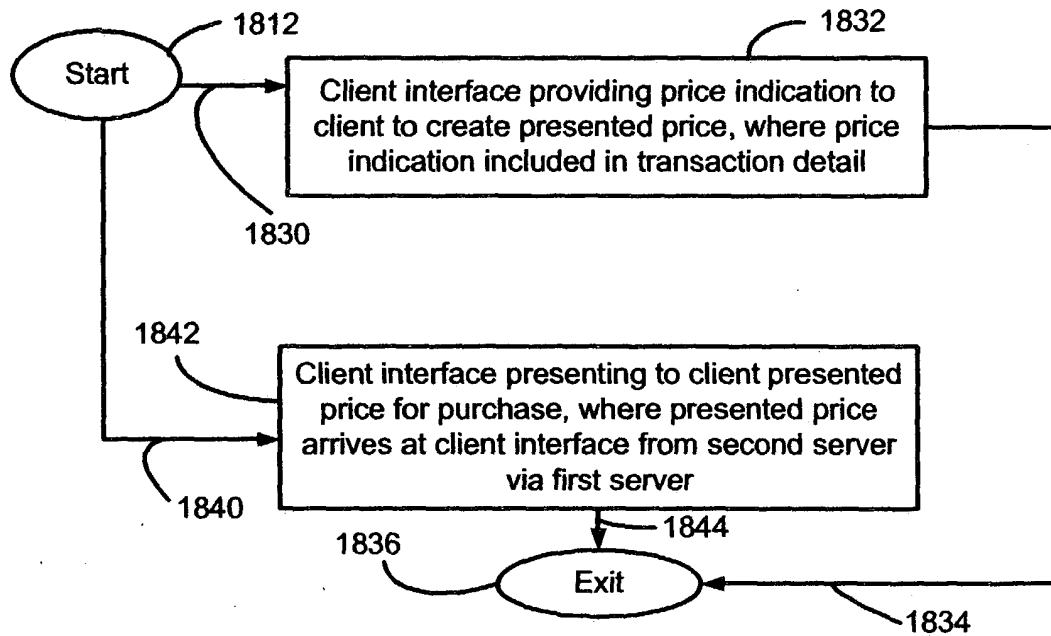 1812
1832
Start
Client interface providing price indication to
client to create presented price, where price
indication included in transaction detail
1830
1842
Client interface presenting to client presented
price for purchase, where presented price
arrives at client interface from second server
via first server
1840
1844
1836
Exit
1834